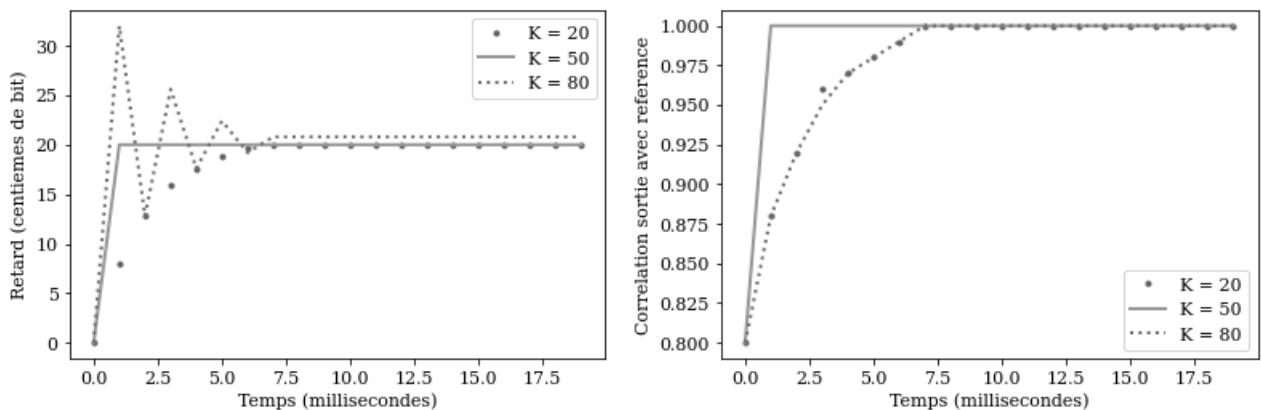 30
25
20
15
10
5
0
Retard (centiemes de bit)
K = 20
K = 50
K = 80
0.0 2.5 5.0 7.5 10.0 12.5 15.0 17.5
Temps (millisecondes)
1.000
0.975
0.950
0.925
0.900
0.875
0.850
0.825
0.800
Correlation sortie avec reference
K = 20
K = 50
K = 80
0.0 2.5 5.0 7.5 10.0 12.5 15.0 17.5
Temps (millisecondes)